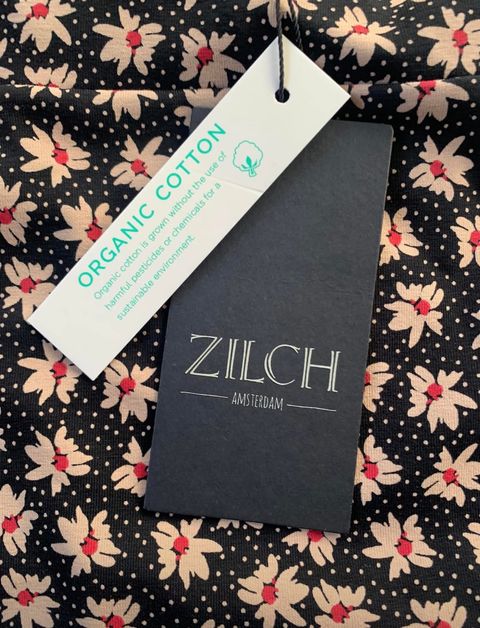 ORGANIC COTTON
Organic cotton is grown without the use of
harmful pesticides or chemicals for a
sustainable environment.
ZILCH
AMSTERDAM